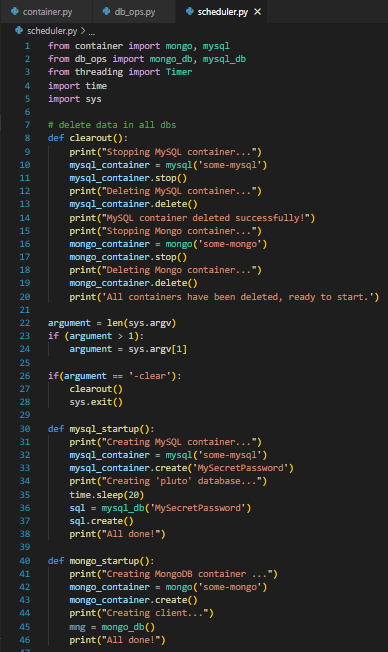 container.py db_ops.py scheduler.py ×
scheduler.py > ...
1 from container import mongo, mysql
2 from db_ops import mongo_db, mysql_db
3 from threading import Timer
4 import time
5 import sys
6
7 # delete data in all dbs
8 def clearout():
9     print("Stopping MySQL container...")
10     mysql_container = mysql('some-mysql')
11     mysql_container.stop()
12     print("Deleting MySQL container...")
13     mysql_container.delete()
14     print("MySQL container deleted successfully!")
15     print("Stopping Mongo container...")
16     mongo_container = mongo('some-mongo')
17     mongo_container.stop()
18     print("Deleting Mongo container...")
19     mongo_container.delete()
20     print('All containers have been deleted, ready to start.')
21
22 argument = len(sys.argv)
23 if (argument > 1):
24     argument = sys.argv[1]
25
26 if(argument == '-clear'):
27     clearout()
28     sys.exit()
29
30 def mysql_startup():
31     print("Creating MySQL container...")
32     mysql_container = mysql('some-mysql')
33     mysql_container.create('MySecretPassword')
34     print("Creating 'pluto' database...")
35     time.sleep(20)
36     sql = mysql_db('MySecretPassword')
37     sql.create()
38     print("All done!")
39
40 def mongo_startup():
41     print("Creating MongoDB container ...")
42     mongo_container = mongo('some-mongo')
43     mongo_container.create()
44     print("Creating client...")
45     mng = mongo_db()
46     print("All done!")